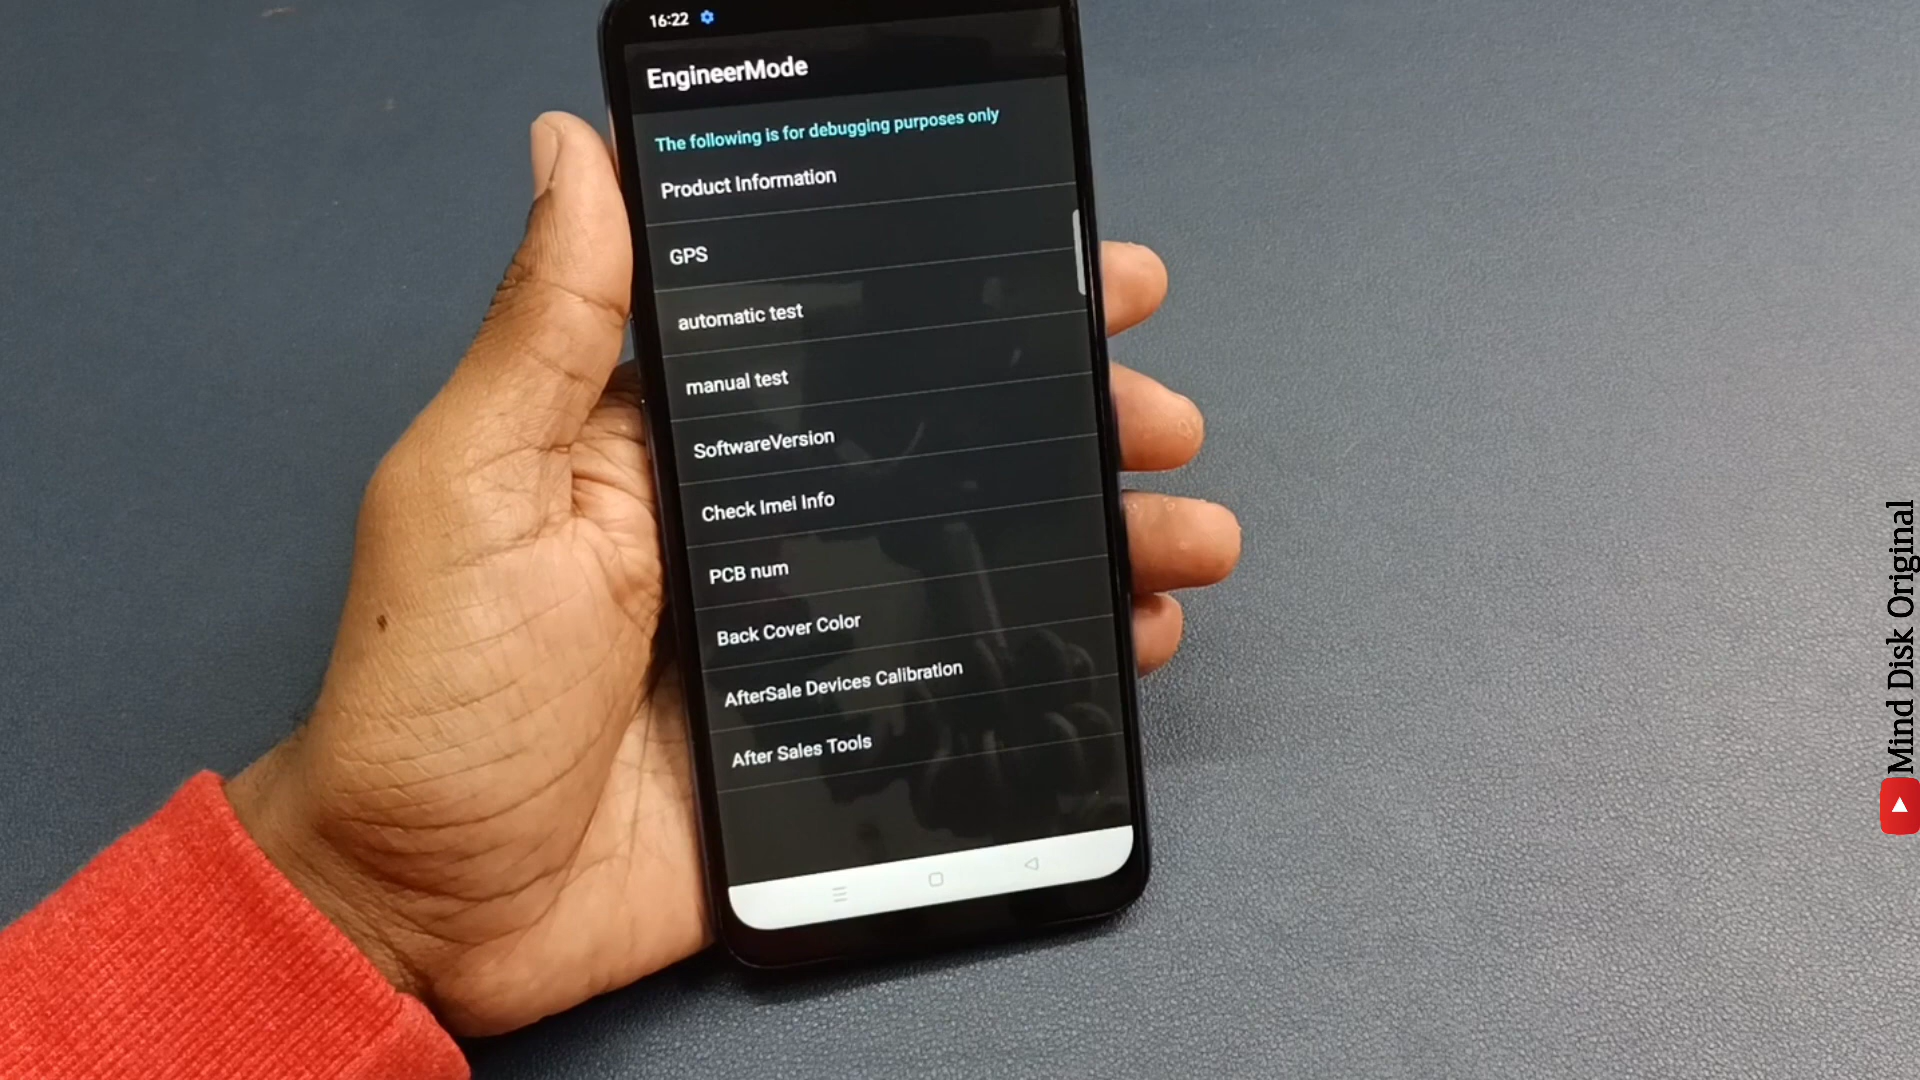 16:22
EngineerMode
The following is for debugging purposes only
Product Information
GPS
automatic test
manual test
SoftwareVersion
Check Imei Info
PCB num
Back Cover Color
AfterSale Devices Calibration
After Sales Tools
Mind Disk Original